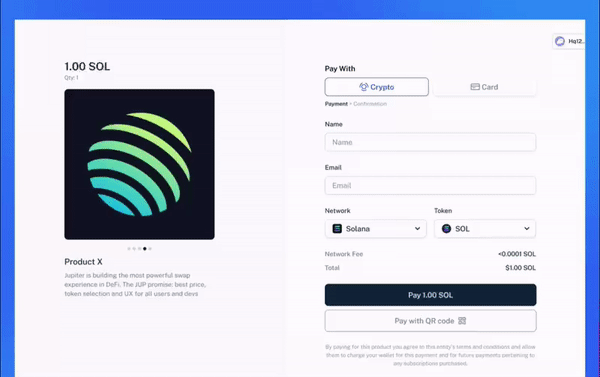 1.00 SOL
Qty: 1
Product X
Jupiter is building the most powerful swap
experience in DeFi. The JUP promise: best price,
token selection and UX for all users and devs
Hq12..
Pay With
Crypto
Card
Payment • Confirmation
Name
Name
Email
Email
Network
Token
Solana
SOL
Network Fee
<0.0001 SOL
Total
$1.00 SOL
Pay 1.00 SOL
Pay with QR code
By paying for this product you agree to this entity's terms and conditions and allow
them to charge your wallet for this payment and for future payments pertaining to
any subscriptions purchased.